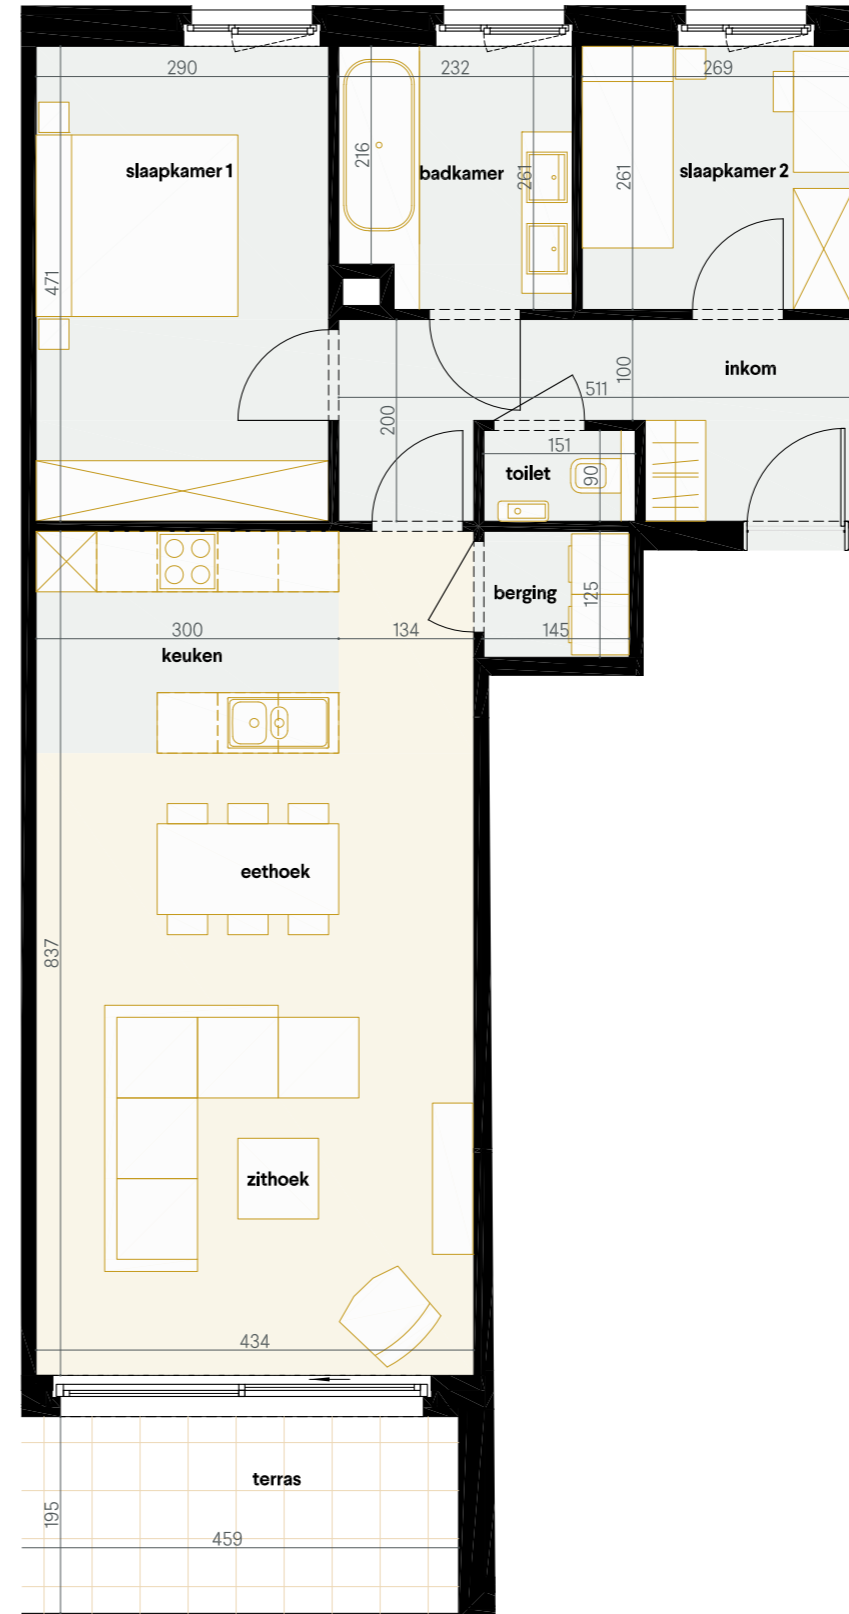 290
232
269
slaapkamer 1
216
badkamer
261
261
slaapkamer 2
471
inkom
100
511
200
151
toilet
90
berging
125
300
134
145
keuken
eethoek
837
zithoek
434
terras
195
459